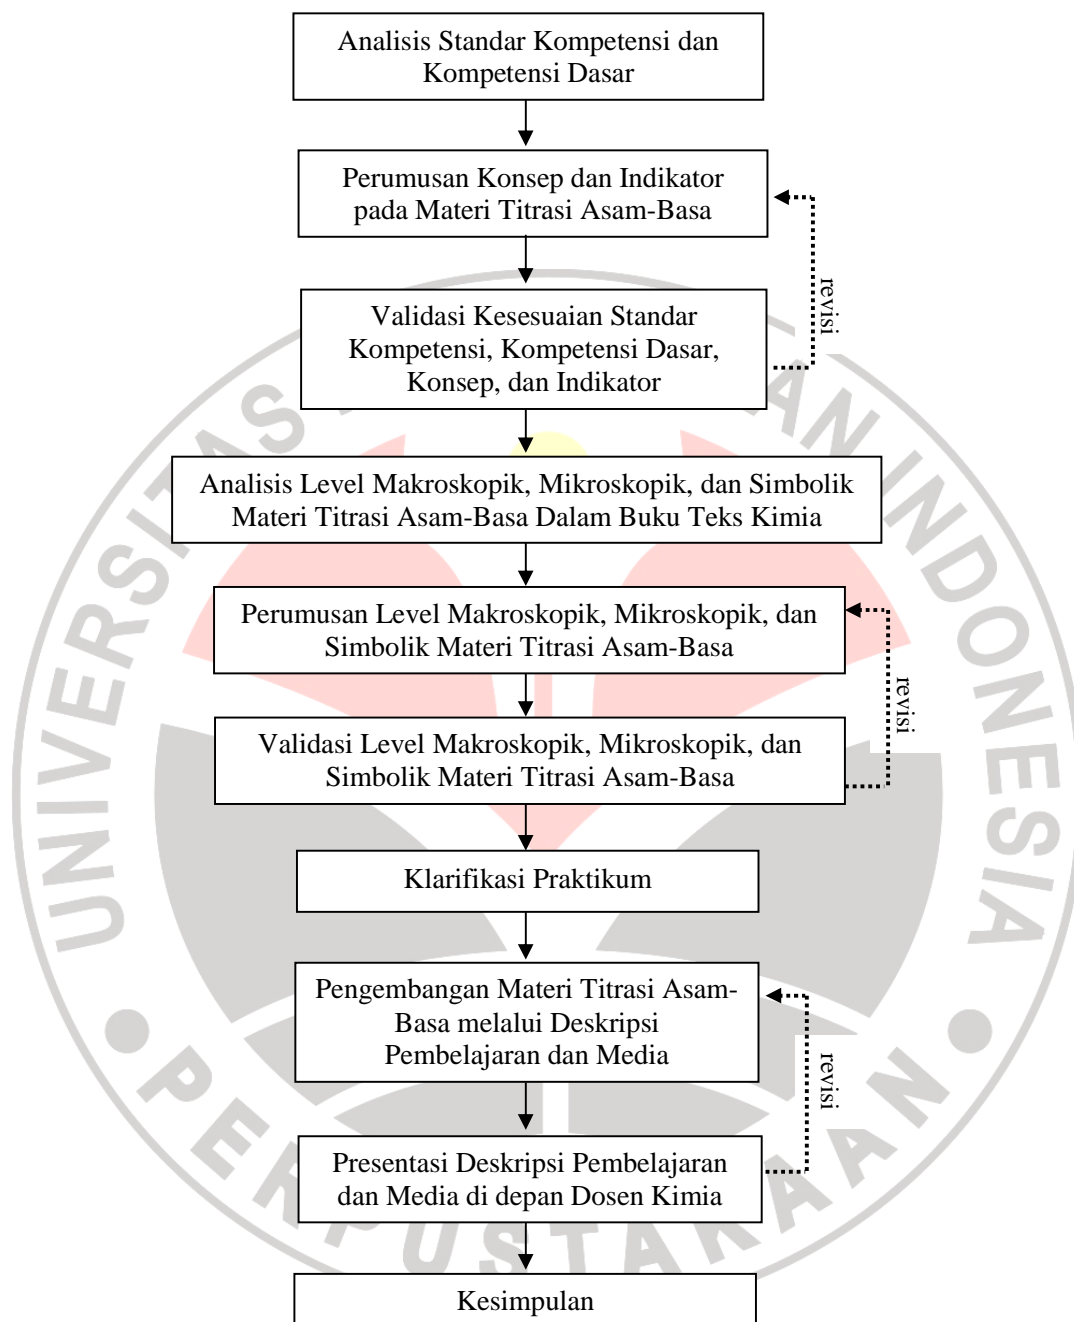 Analisis Standar Kompetensi dan
Kompetensi Dasar
Perumusan Konsep dan Indikator
pada Materi Titrasi Asam-Basa
revisi
Validasi Kesesuaian Standar
Kompetensi, Kompetensi Dasar,
Konsep, dan Indikator
Analisis Level Makroskopik, Mikroskopik, dan Simbolik
Materi Titrasi Asam-Basa Dalam Buku Teks Kimia
Perumusan Level Makroskopik, Mikroskopik, dan
Simbolik Materi Titrasi Asam-Basa
revisi
Validasi Level Makroskopik, Mikroskopik, dan
Simbolik Materi Titrasi Asam-Basa
Klarifikasi Praktikum
Pengembangan Materi Titrasi Asam-
Basa melalui Deskripsi
Pembelajaran dan Media
revisi
Presentasi Deskripsi Pembelajaran
dan Media di depan Dosen Kimia
Kesimpulan
UNIVERSITAS
INDONESIA
PERPUSTAKAAN